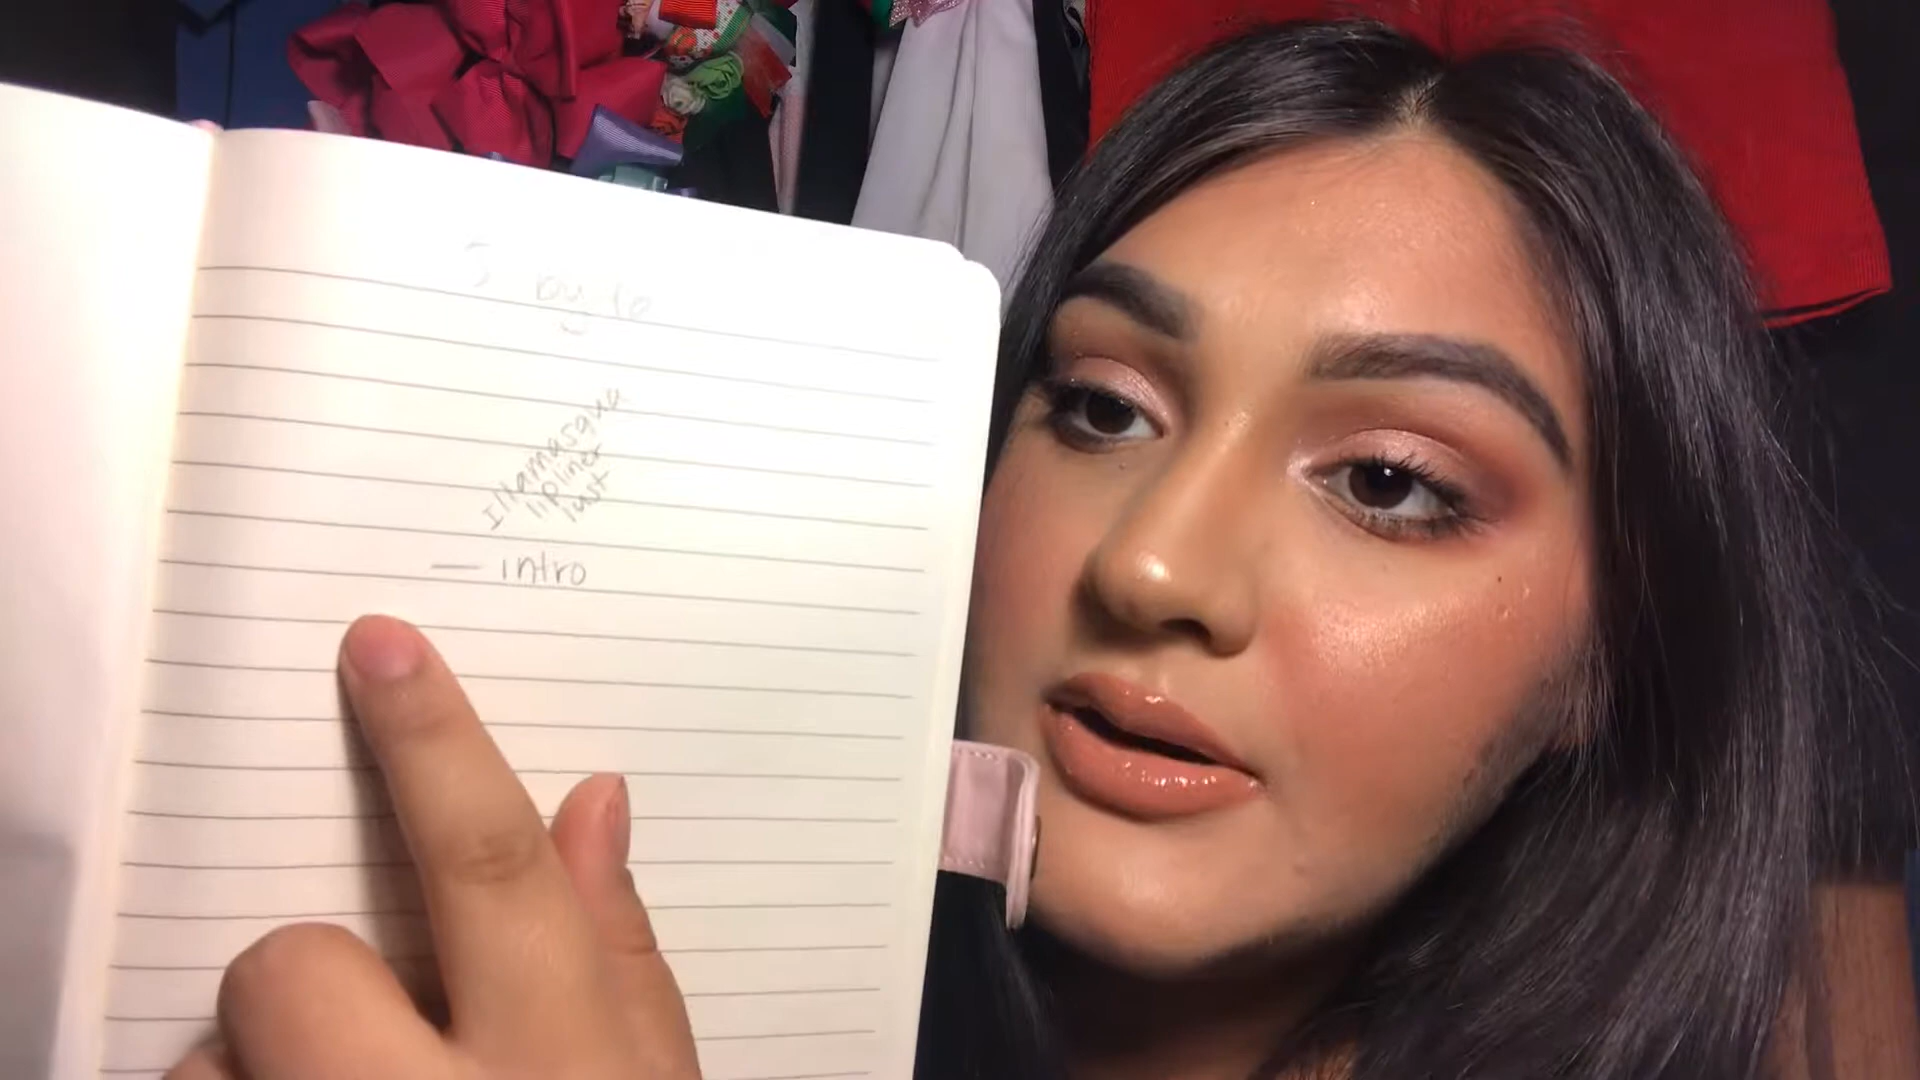 5 by 10
Illamasqua
lipliner
lust
— intro